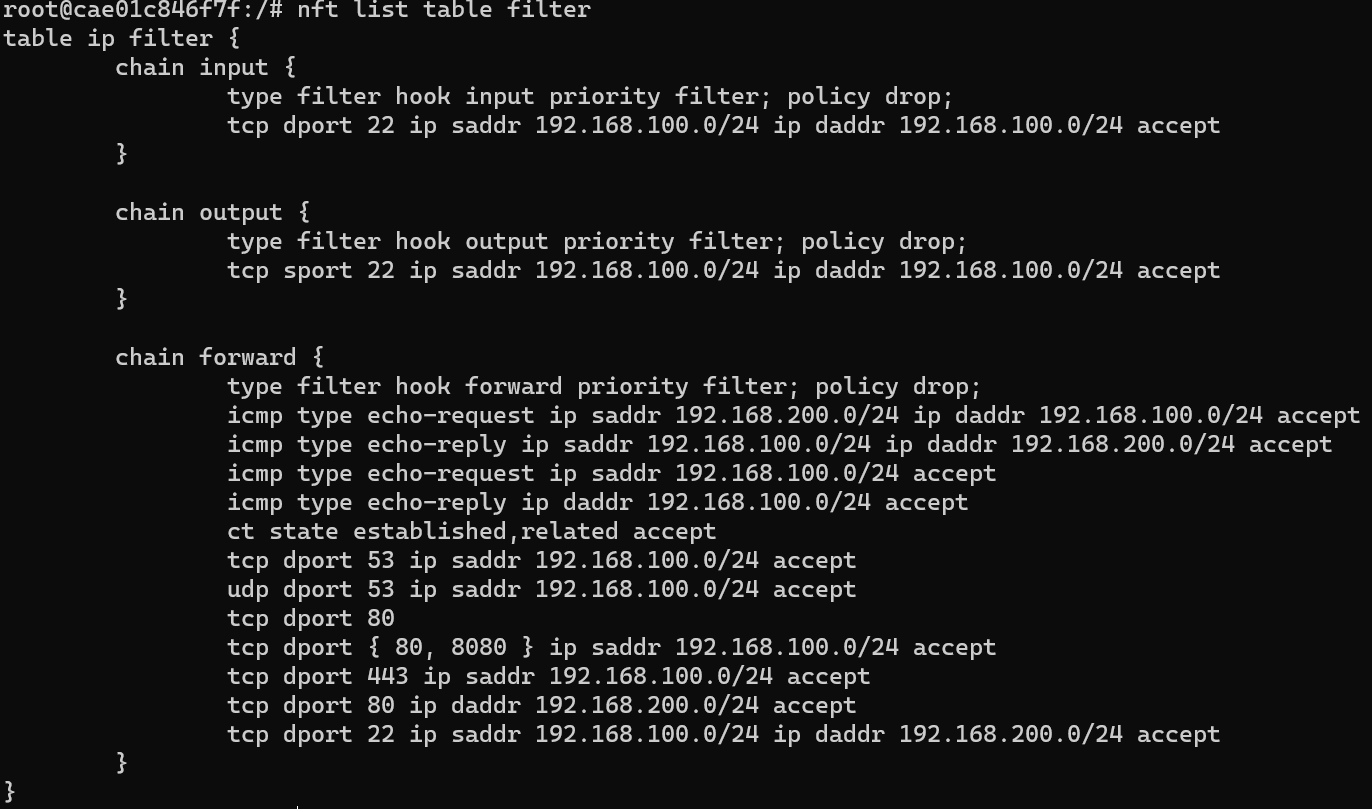 root@cae01c846f7f:/# nft list table filter
table ip filter {
        chain input {
                type filter hook input priority filter; policy drop;
                tcp dport 22 ip saddr 192.168.100.0/24 ip daddr 192.168.100.0/24 accept
        }

        chain output {
                type filter hook output priority filter; policy drop;
                tcp sport 22 ip saddr 192.168.100.0/24 ip daddr 192.168.100.0/24 accept
        }

        chain forward {
                type filter hook forward priority filter; policy drop;
                icmp type echo-request ip saddr 192.168.200.0/24 ip daddr 192.168.100.0/24 accept
                icmp type echo-reply ip saddr 192.168.100.0/24 ip daddr 192.168.200.0/24 accept
                icmp type echo-request ip saddr 192.168.100.0/24 accept
                icmp type echo-reply ip daddr 192.168.100.0/24 accept
                ct state established,related accept
                tcp dport 53 ip saddr 192.168.100.0/24 accept
                udp dport 53 ip saddr 192.168.100.0/24 accept
                tcp dport 80
                tcp dport { 80, 8080 } ip saddr 192.168.100.0/24 accept
                tcp dport 443 ip saddr 192.168.100.0/24 accept
                tcp dport 80 ip daddr 192.168.200.0/24 accept
                tcp dport 22 ip saddr 192.168.100.0/24 ip daddr 192.168.200.0/24 accept
        }
}